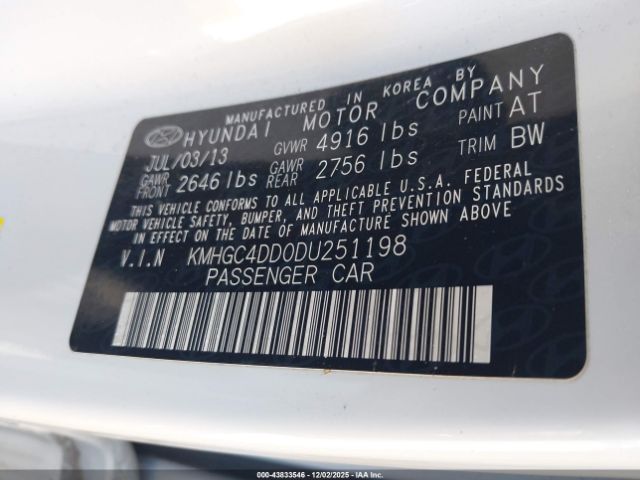 MANUFACTURED IN KOREA BY
HYUNDAI MOTOR COMPANY
JUL/03/13 GVWR 4916 lbs PAINT AT
GAWR FRONT 2646 lbs GAWR REAR 2756 lbs TRIM BW
THIS VEHICLE CONFORMS TO ALL APPLICABLE U.S.A. FEDERAL
MOTOR VEHICLE SAFETY, BUMPER, AND THEFT PREVENTION STANDARDS
IN EFFECT ON THE DATE OF MANUFACTURE SHOWN ABOVE.
V.I.N KMHGC4DD0DU251198
PASSENGER CAR
000-43833546 • 12/02/2025 • IAA Inc.